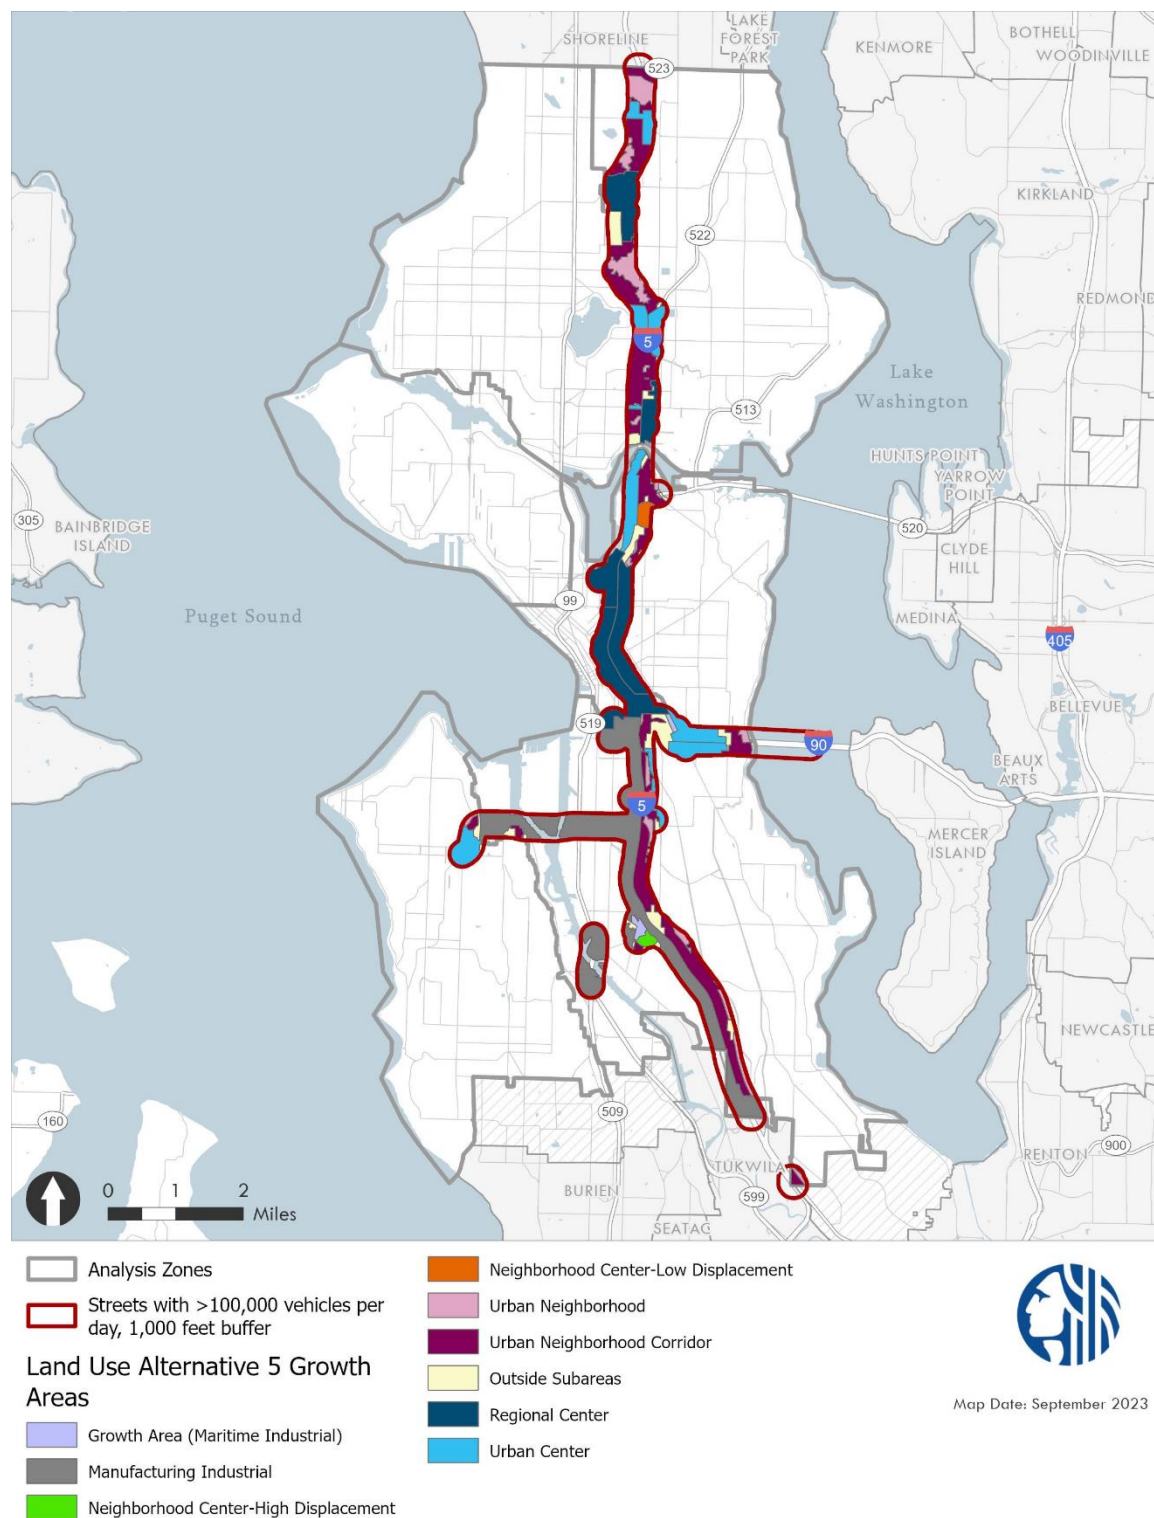 SHORELINE
LAKE
FOREST
PARK
KENMORE
BOTHELL
WOODINVILLE
523
KIRKLAND
522
REDMOND
5
Lake
Washington
513
HUNTS POINT
YARROW
POINT
305
BAINBRIDGE
ISLAND
520
CLYDE
HILL
99
MEDINA
Puget Sound
405
BELLEVUE
519
90
BEAUX
ARTS
5
MERCER
ISLAND
NEWCASTLE
160
509
900
RENTON
TUKWILA
BURIEN
599
SEATAC
0 1 2
Miles
Analysis Zones
Streets with >100,000 vehicles per
day, 1,000 feet buffer
Land Use Alternative 5 Growth
Areas
Growth Area (Maritime Industrial)
Manufacturing Industrial
Neighborhood Center-High Displacement
Neighborhood Center-Low Displacement
Urban Neighborhood
Urban Neighborhood Corridor
Outside Subareas
Regional Center
Urban Center
Map Date: September 2023